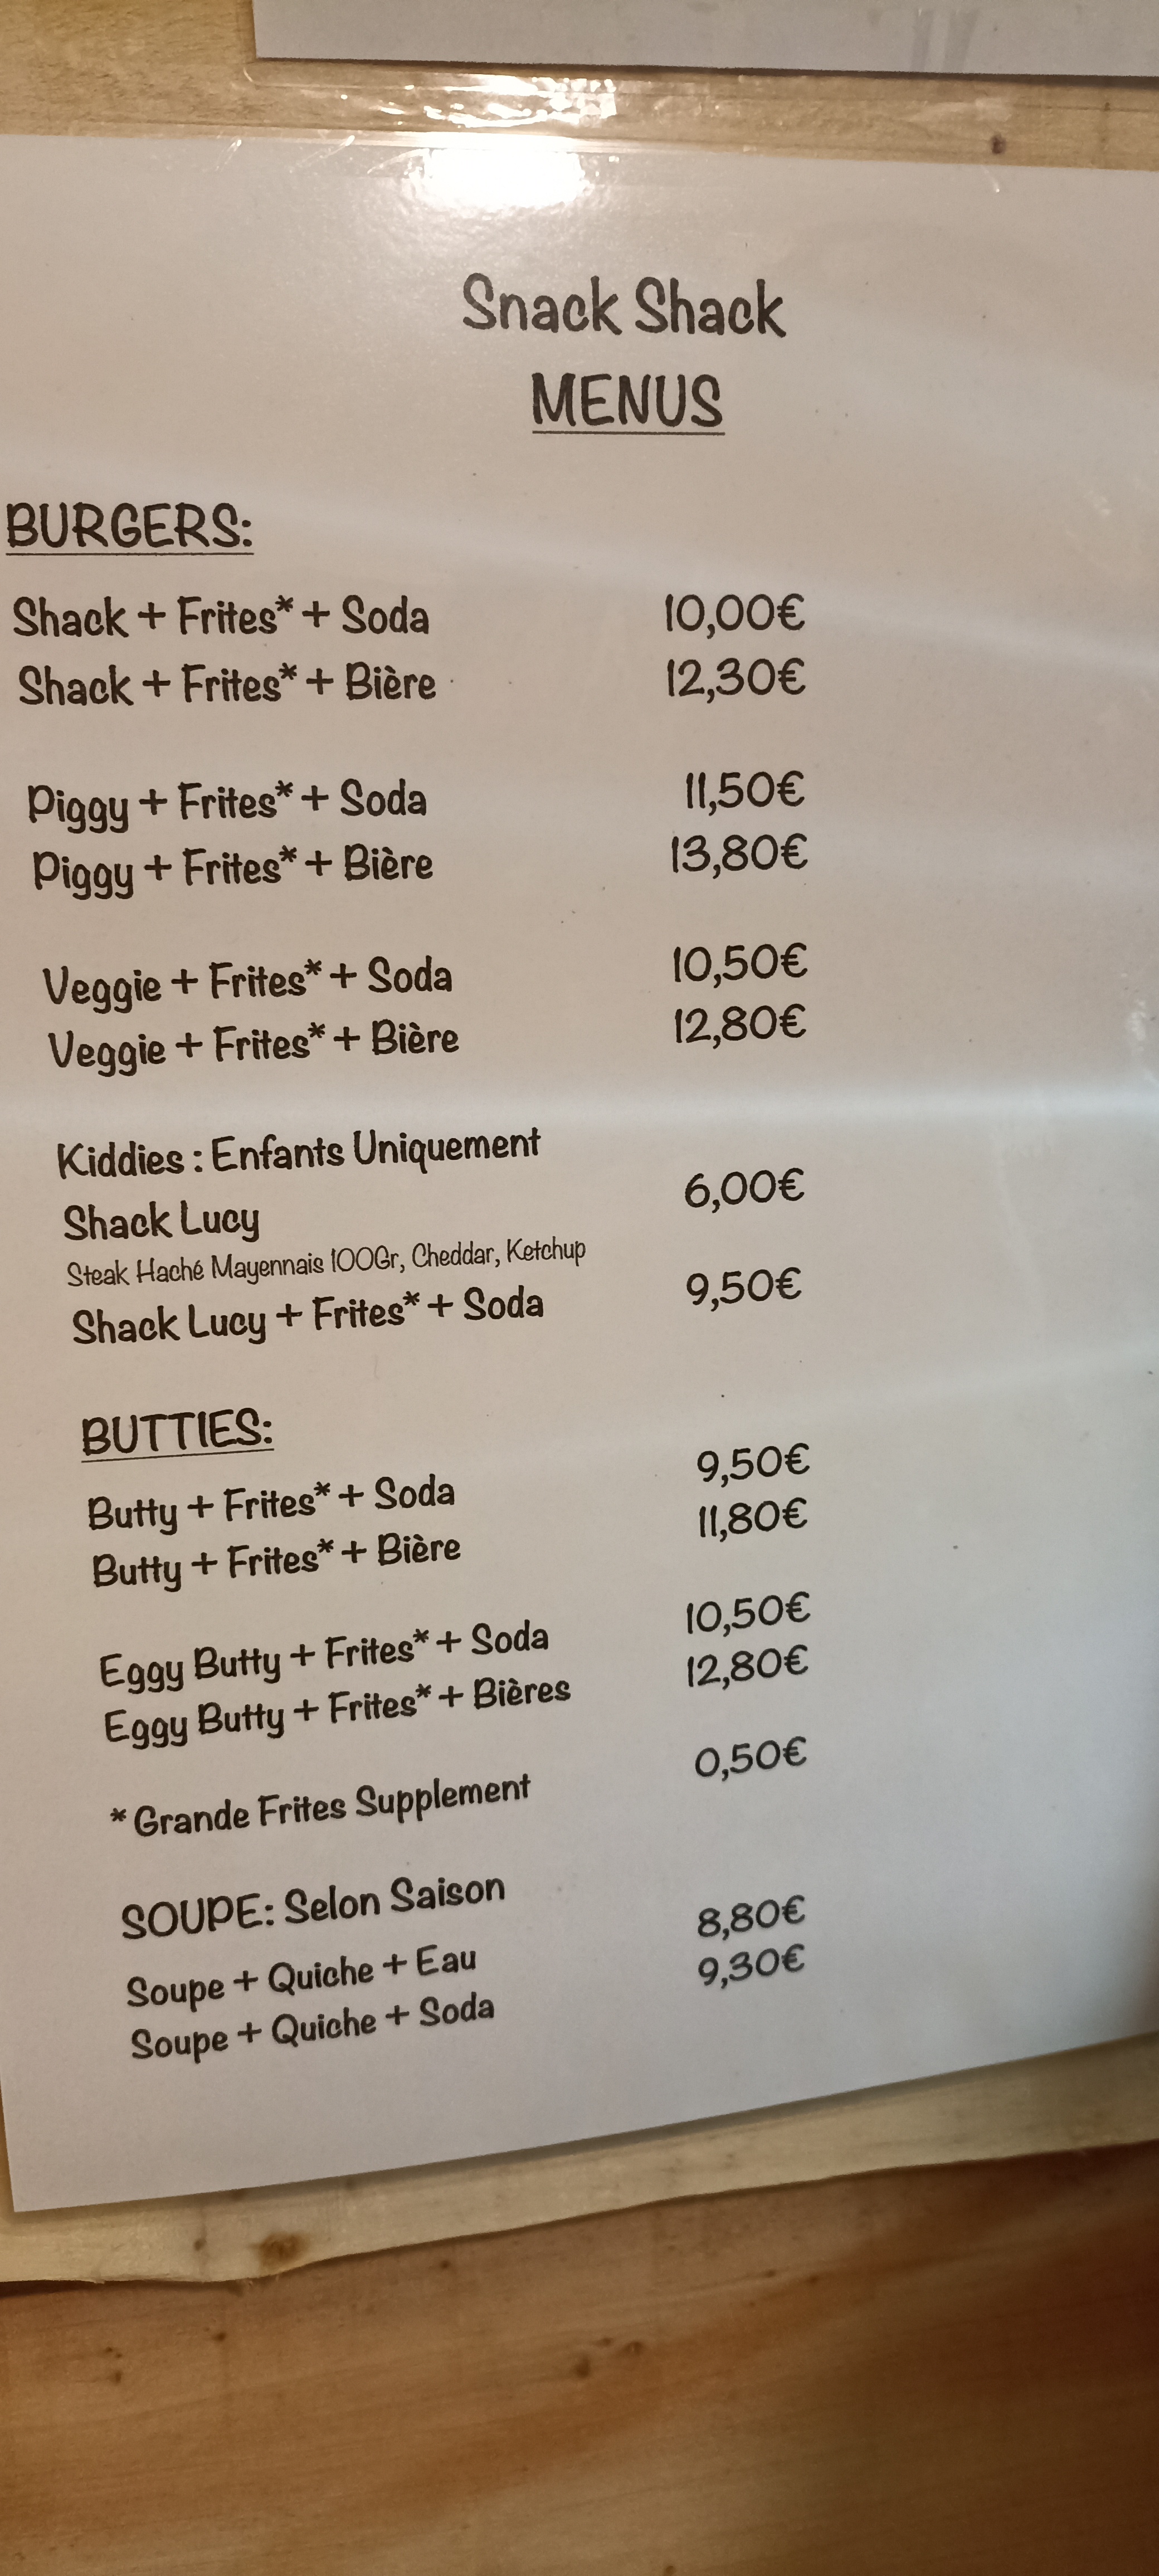 Snack Shack
MENUS
BURGERS:
Shack + Frites* + Soda 10,00€
Shack + Frites* + Bière 12,30€
Piggy + Frites* + Soda 11,50€
Piggy + Frites* + Bière 13,80€
Veggie + Frites* + Soda 10,50€
Veggie + Frites* + Bière 12,80€
Kiddies : Enfants Uniquement
Shack Lucy 6,00€
Steak Haché Mayennais 100Gr, Cheddar, Ketchup
Shack Lucy + Frites* + Soda 9,50€
BUTTIES:
Butty + Frites* + Soda 9,50€
Butty + Frites* + Bière 11,80€
Eggy Butty + Frites* + Soda 10,50€
Eggy Butty + Frites* + Bières 12,80€
* Grande Frites Supplement 0,50€
SOUPE: Selon Saison
Soupe + Quiche + Eau 8,80€
Soupe + Quiche + Soda 9,30€